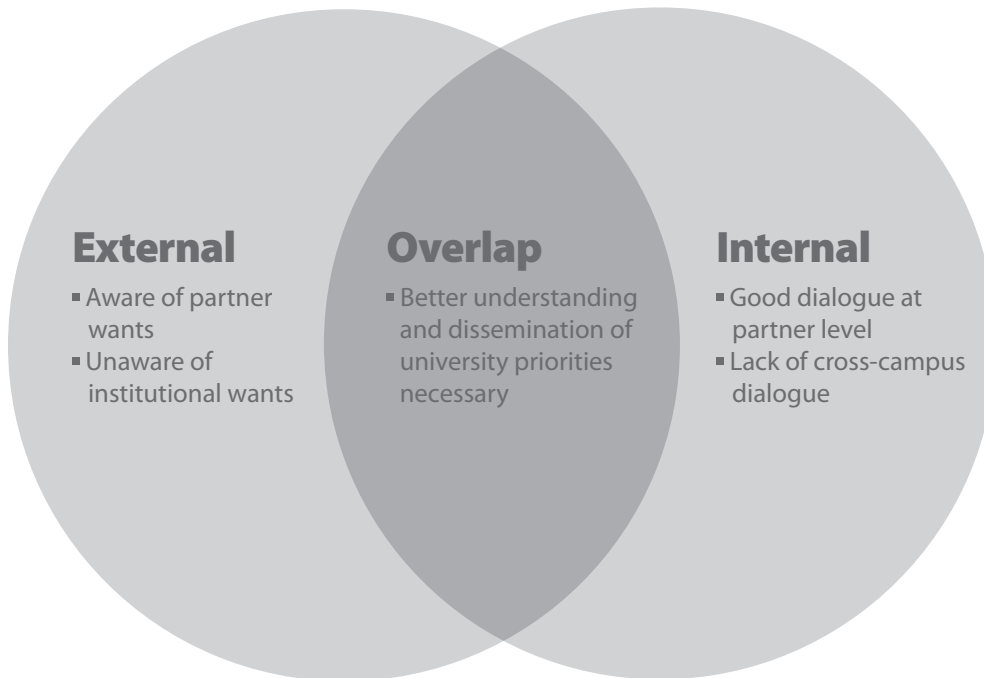 External
▪ Aware of partner
wants
▪ Unaware of
institutional wants
Overlap
▪ Better understanding
and dissemination of
university priorities
necessary
Internal
▪ Good dialogue at
partner level
▪ Lack of cross-campus
dialogue